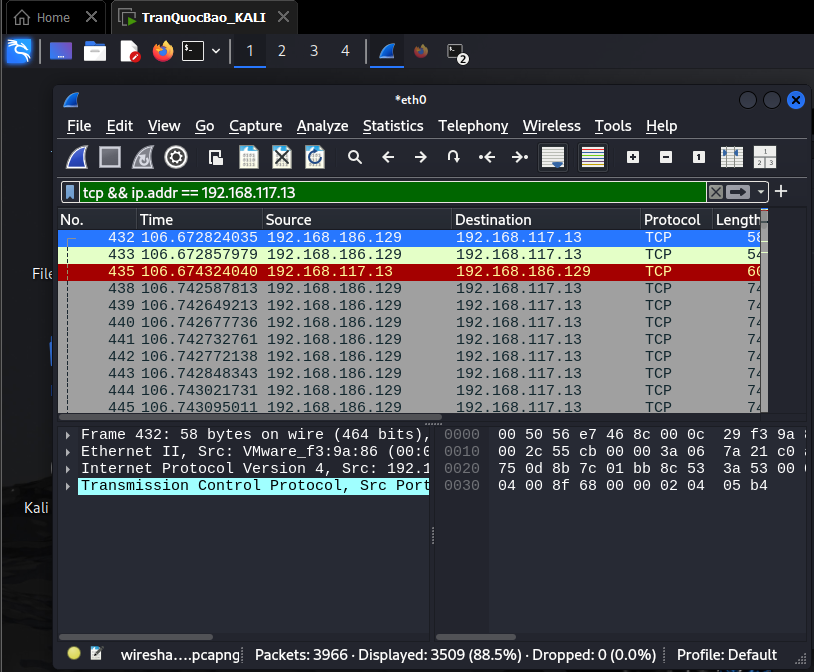 Home
TranQuocBao_KALI
1 2 3 4
2
*eth0
File Edit View Go Capture Analyze Statistics Telephony Wireless Tools Help
tcp && ip.addr == 192.168.117.13
No. Time Source Destination Protocol Length
432 106.672824035 192.168.186.129 192.168.117.13 TCP 58
433 106.672857979 192.168.186.129 192.168.117.13 TCP 54
435 106.674324040 192.168.117.13 192.168.186.129 TCP 60
438 106.742587813 192.168.186.129 192.168.117.13 TCP 74
439 106.742649213 192.168.186.129 192.168.117.13 TCP 74
440 106.742677736 192.168.186.129 192.168.117.13 TCP 74
441 106.742732761 192.168.186.129 192.168.117.13 TCP 74
442 106.742772138 192.168.186.129 192.168.117.13 TCP 74
443 106.742848343 192.168.186.129 192.168.117.13 TCP 74
444 106.743021731 192.168.186.129 192.168.117.13 TCP 74
445 106.743095011 192.168.186.129 192.168.117.13 TCP 74
File
Kali
Frame 432: 58 bytes on wire (464 bits),
Ethernet II, Src: VMware_f3:9a:86 (00:0
Internet Protocol Version 4, Src: 192.1
Transmission Control Protocol, Src Port
0000 00 50 56 e7 46 8c 00 0c 29 f3 9a
0010 00 2c 55 cb 00 00 3a 06 7a 21 c0
0020 75 0d 8b 7c 01 bb 8c 53 3a 53 00
0030 04 00 8f 68 00 00 02 04 05 b4
wiresha....pcapng
Packets: 3966 · Displayed: 3509 (88.5%) · Dropped: 0 (0.0%)
Profile: Default